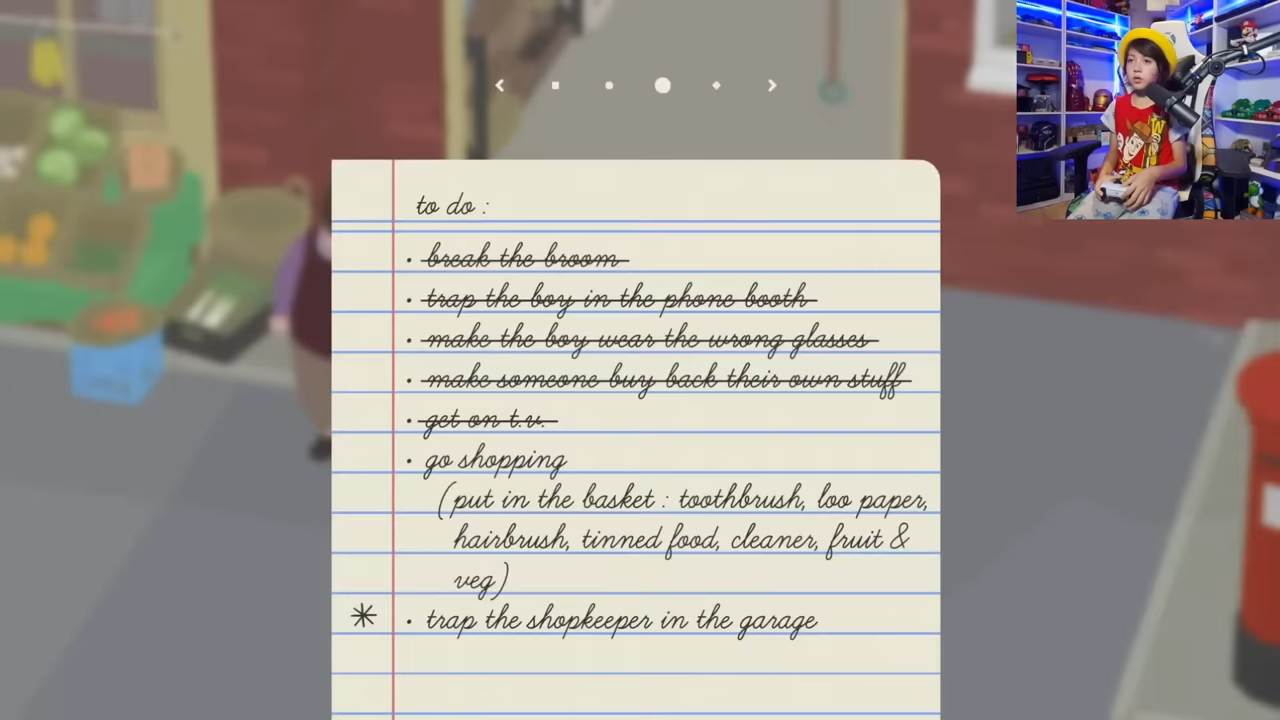 to do :
• break the broom
• trap the boy in the phone booth
• make the boy wear the wrong glasses
• make someone buy back their own stuff
• get on t.v.
• go shopping
(put in the basket : toothbrush, loo paper,
hairbrush, tinned food, cleaner, fruit &
veg)
• trap the shopkeeper in the garage